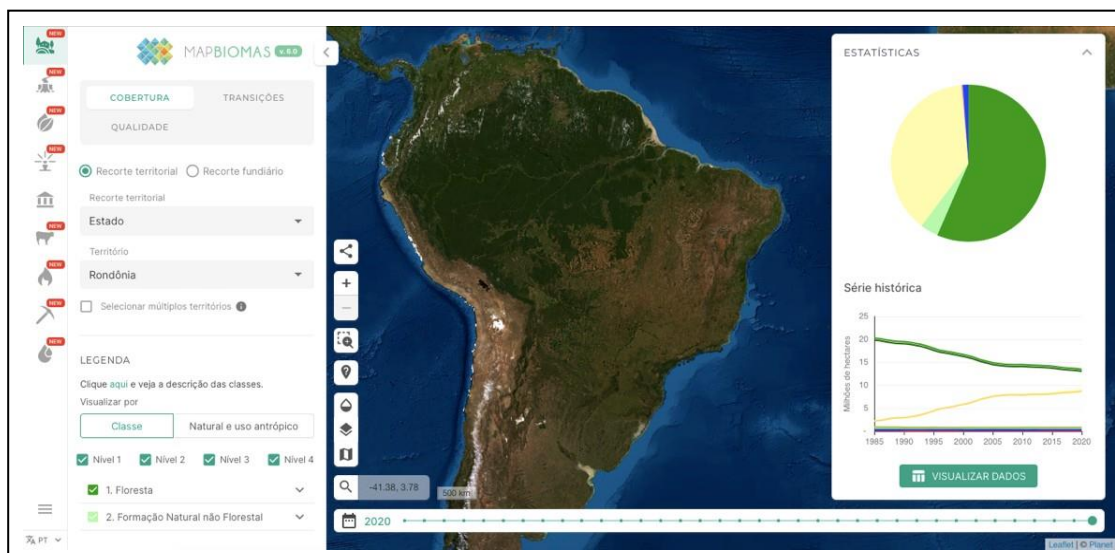 NEW
NEW
NEW
NEW
NEW
NEW
NEW
NEW
PT
MAPBIOMAS v.6.0
COBERTURA TRANSIÇÕES
QUALIDADE
Recorte territorial Recorte fundiário
Recorte territorial
Estado
Território
Rondônia
Selecionar múltiplos territórios
LEGENDA
Clique aqui e veja a descrição das classes.
Visualizar por
Classe Natural e uso antrópico
Nível 1 Nível 2 Nível 3 Nível 4
1. Floresta
2. Formação Natural não Florestal
-41.38, 3.78
500 km
2020
ESTATÍSTICAS
Série histórica
Milhões de hectares
25
20
15
10
5
-
1985 1990 1995 2000 2005 2010 2015 2020
VISUALIZAR DADOS
Leaflet | © Planet